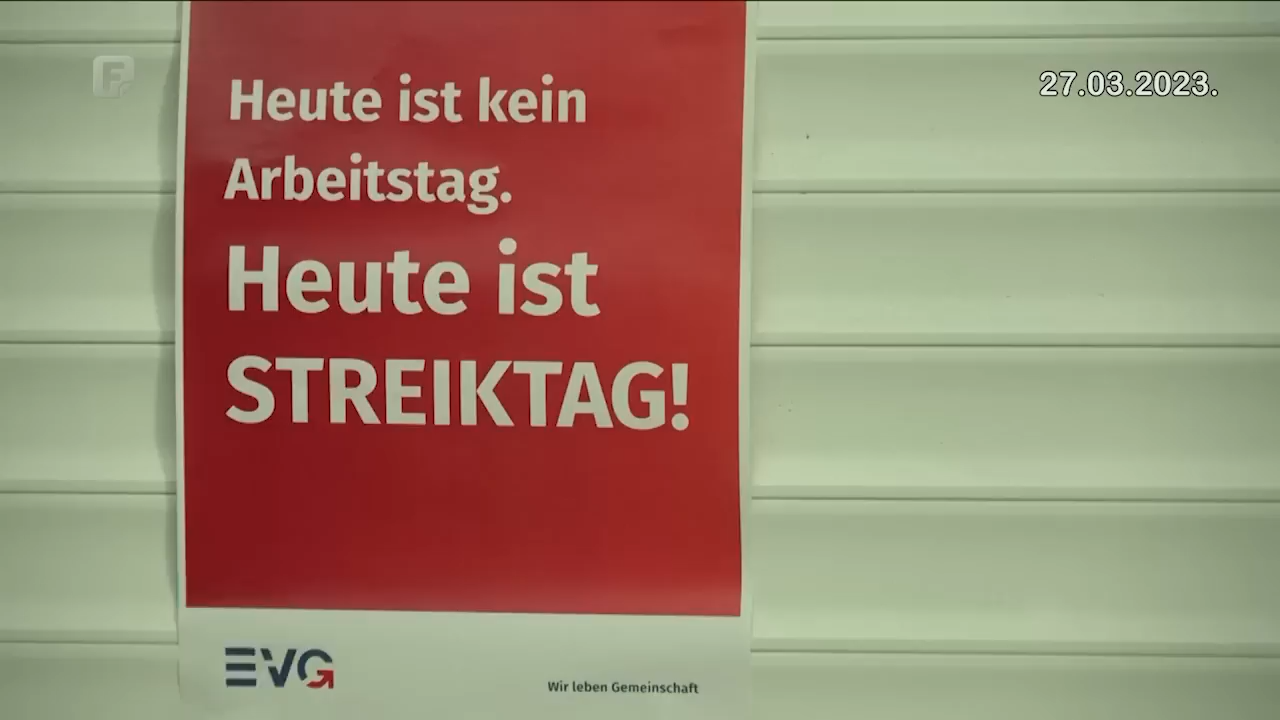 F
27.03.2023.
Heute ist kein
Arbeitstag.
Heute ist
STREIKTAG!
EVG
Wir leben Gemeinschaft